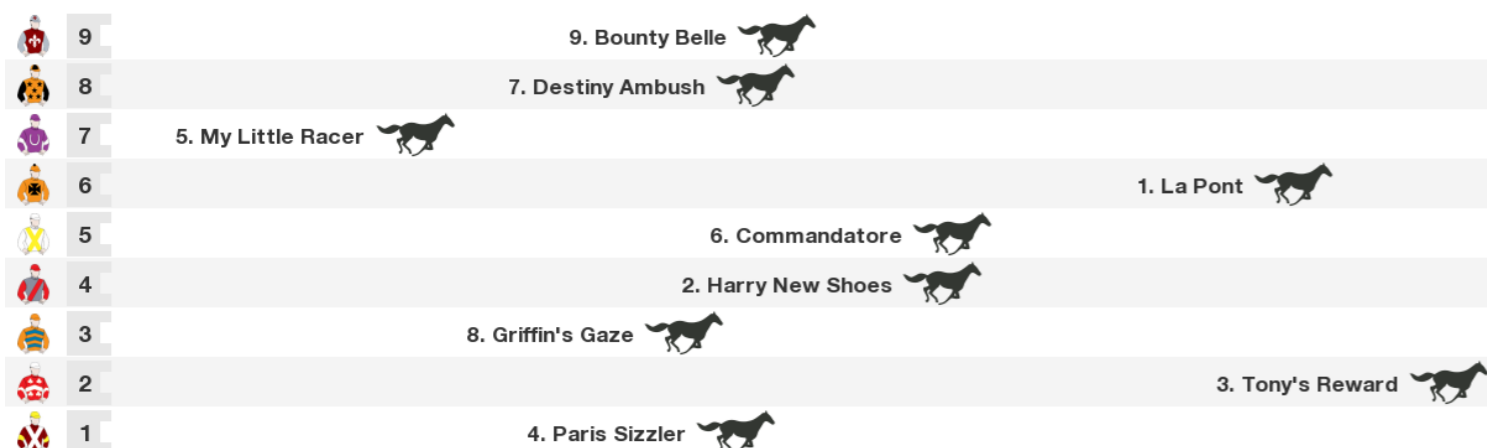 9 9. Bounty Belle
8 7. Destiny Ambush
7 5. My Little Racer
6 1. La Pont
5 6. Commandatore
4 2. Harry New Shoes
3 8. Griffin's Gaze
2 3. Tony's Reward
1 4. Paris Sizzler